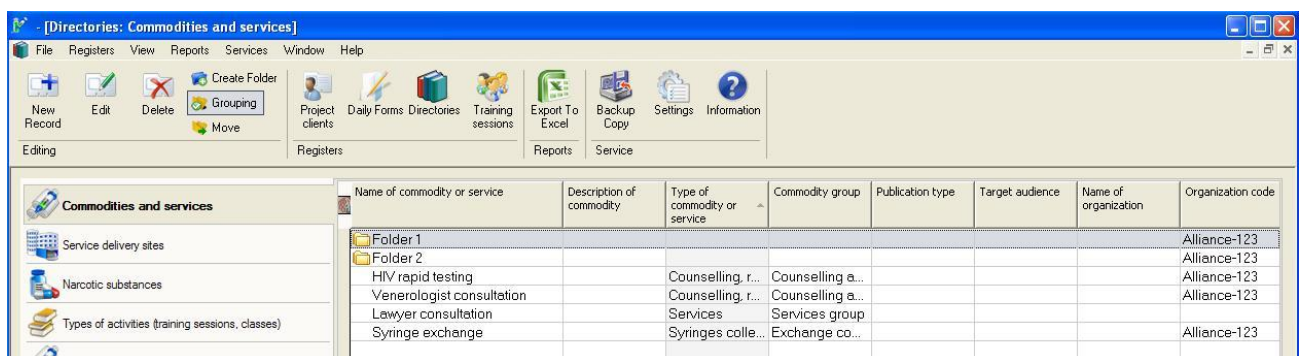 - [Directories: Commodities and services]
File Registers View Reports Services Window Help
New Record
Edit
Delete
Create Folder
Grouping
Move
Project clients
Daily Forms
Directories
Training sessions
Export To Excel
Backup Copy
Settings
Information
Editing
Registers
Reports
Service
Commodities and services
Service delivery sites
Narcotic substances
Types of activities (training sessions, classes)
Name of commodity or service
Description of commodity
Type of commodity or service
Commodity group
Publication type
Target audience
Name of organization
Organization code
Folder 1 Alliance-123
Folder 2 Alliance-123
HIV rapid testing Counselling, r... Counselling a... Alliance-123
Venerologist consultation Counselling, r... Counselling a... Alliance-123
Lawyer consultation Services Services group
Syringe exchange Syringes colle... Exchange co... Alliance-123